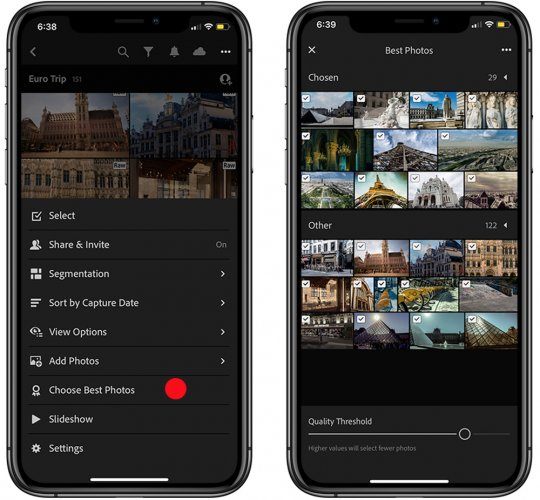 6:38
Euro Trip 131
Raw
Raw
Select
Share & Invite On
Segmentation
Sort by Capture Date
View Options
Add Photos
Choose Best Photos
Slideshow
Settings
6:39
Best Photos
Chosen 29
Other 122
Quality Threshold
Higher values will select fewer photos